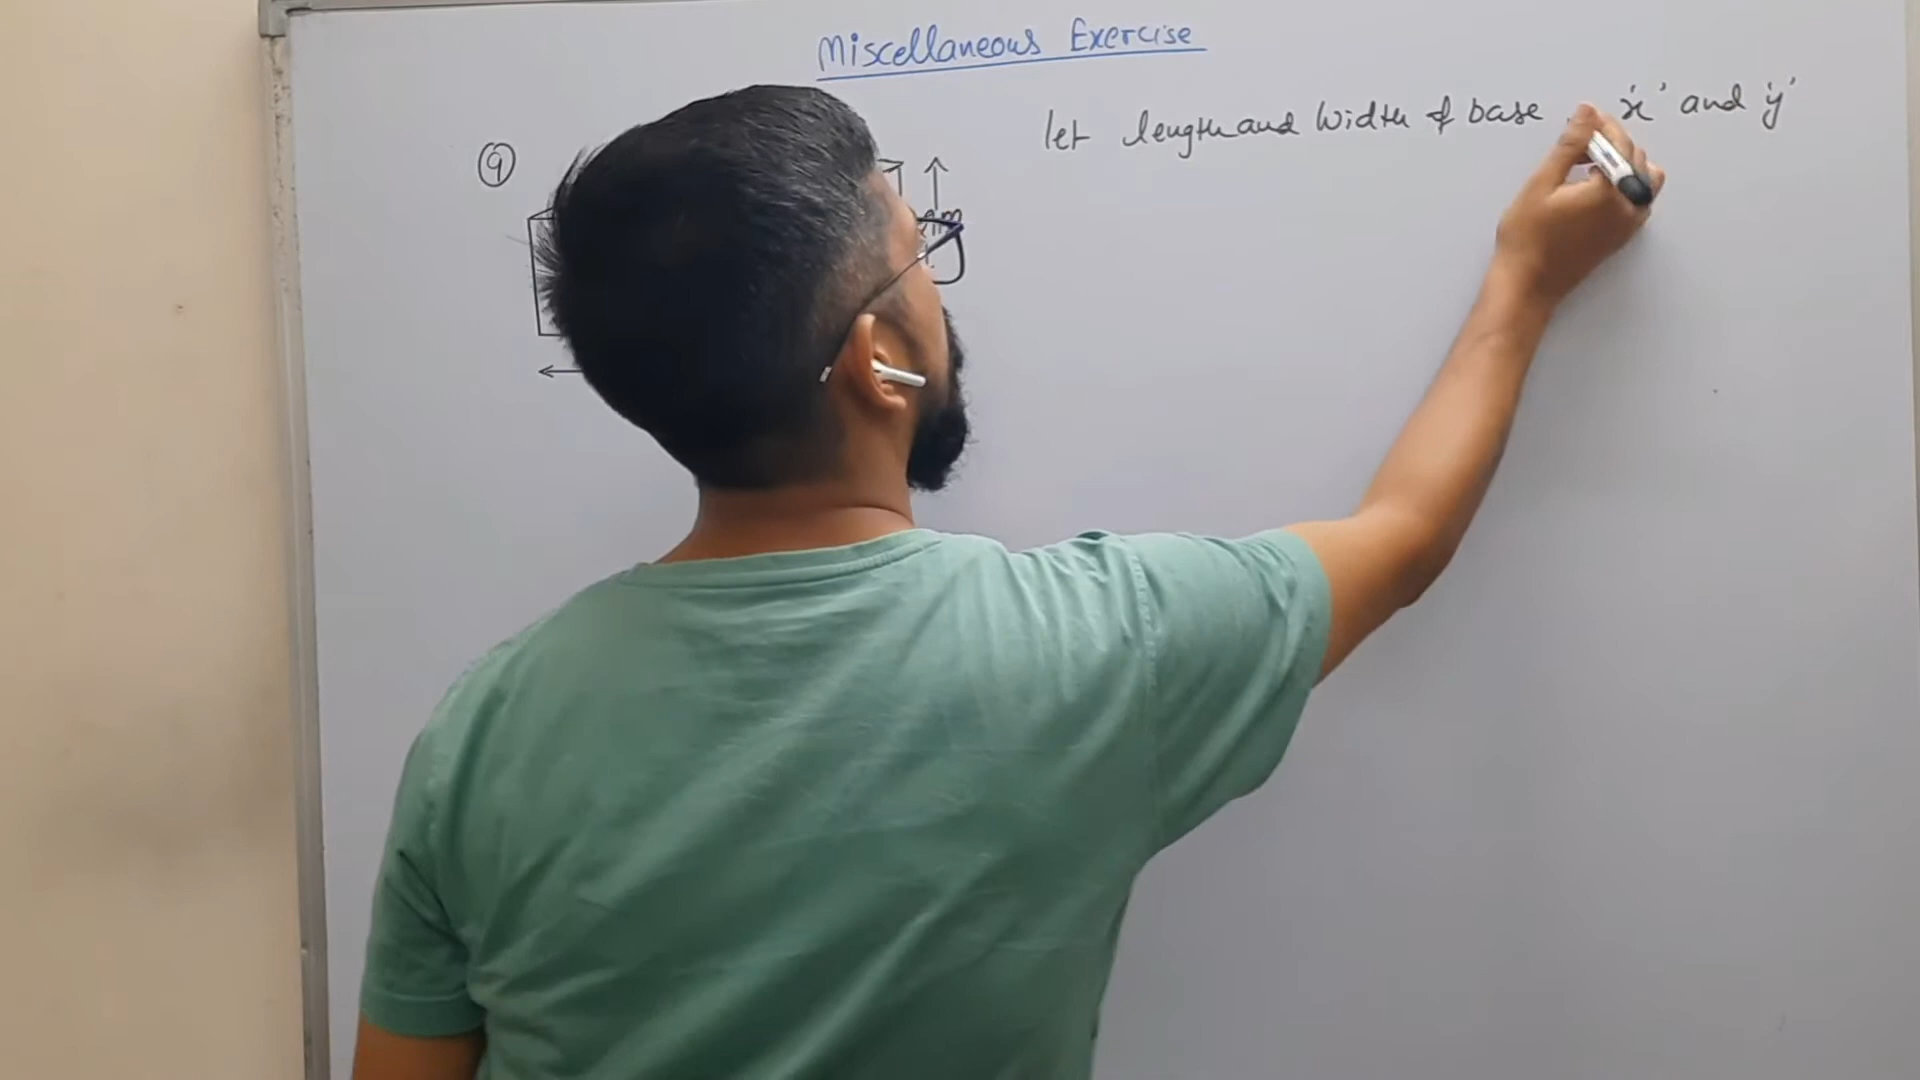 Miscellaneous Exercise
let length and width of base 'x' and 'y'
9